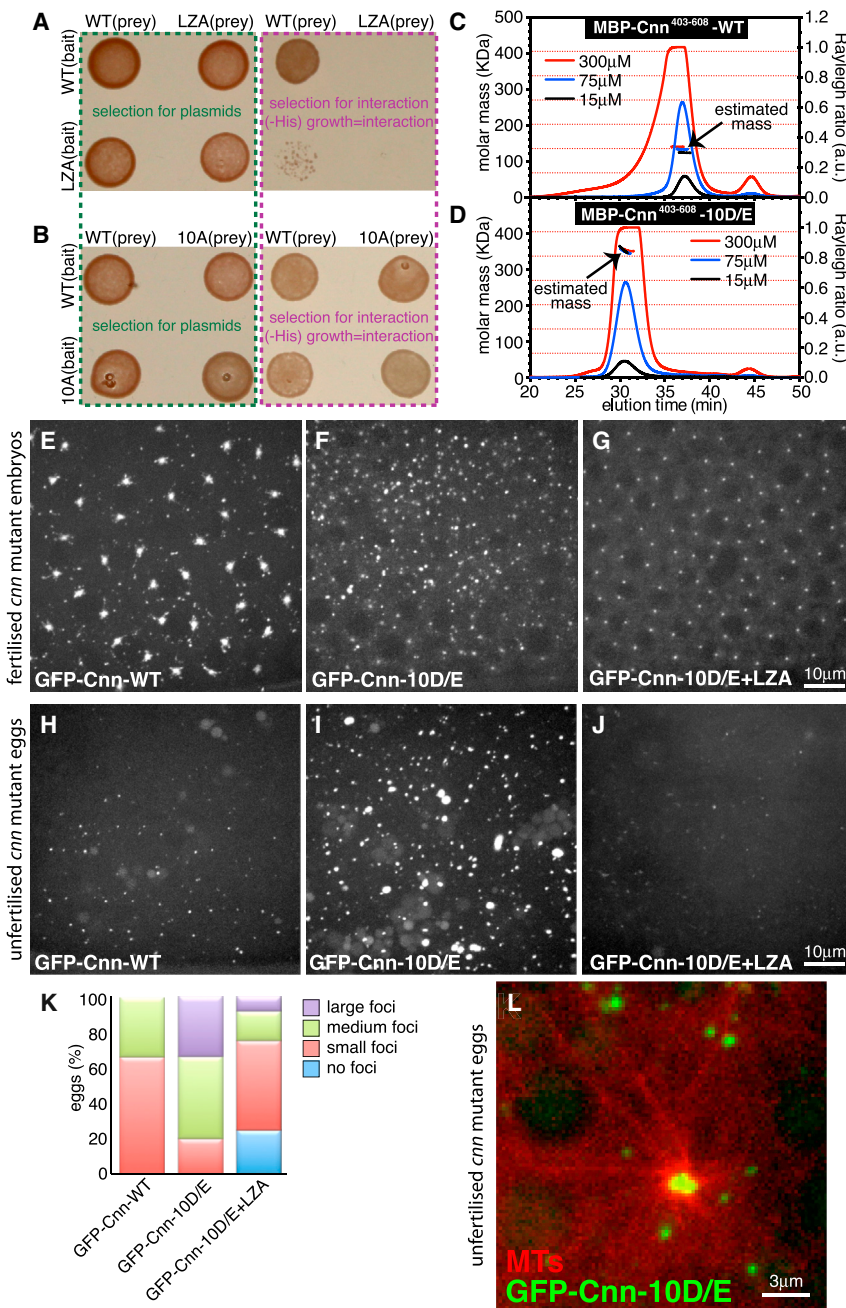 A
WT(prey) LZA(prey) WT(prey) LZA(prey)
WT(bait)
LZA(bait)
selection for plasmids
selection for interaction
(-His) growth=interaction
B
WT(prey) 10A(prey) WT(prey) 10A(prey)
WT(bait)
10A(bait)
selection for plasmids
selection for interaction
(-His) growth=interaction
C
MBP-Cnn403-608-WT
molar mass (KDa)
500
400
300
200
100
0
300µM
75µM
15µM
estimated
mass
Rayleigh ratio (a.u.)
1.2
1.0
0.8
0.6
0.4
0.2
0.0
D
MBP-Cnn403-608-10D/E
molar mass (KDa)
400
300
200
100
0
300µM
75µM
15µM
estimated
mass
Rayleigh ratio (a.u.)
1.0
0.8
0.6
0.4
0.2
0.0
20 25 30 35 40 45 50
elution time (min)
fertilised cnn mutant embryos
E
GFP-Cnn-WT
F
GFP-Cnn-10D/E
G
GFP-Cnn-10D/E+LZA
10µm
unfertilised cnn mutant eggs
H
GFP-Cnn-WT
I
GFP-Cnn-10D/E
J
GFP-Cnn-10D/E+LZA
10µm
K
eggs (%)
100
80
60
40
20
0
GFP-Cnn-WT
GFP-Cnn-10D/E
GFP-Cnn-10D/E+LZA
large foci
medium foci
small foci
no foci
unfertilised cnn mutant eggs
L
MTs
GFP-Cnn-10D/E
3µm